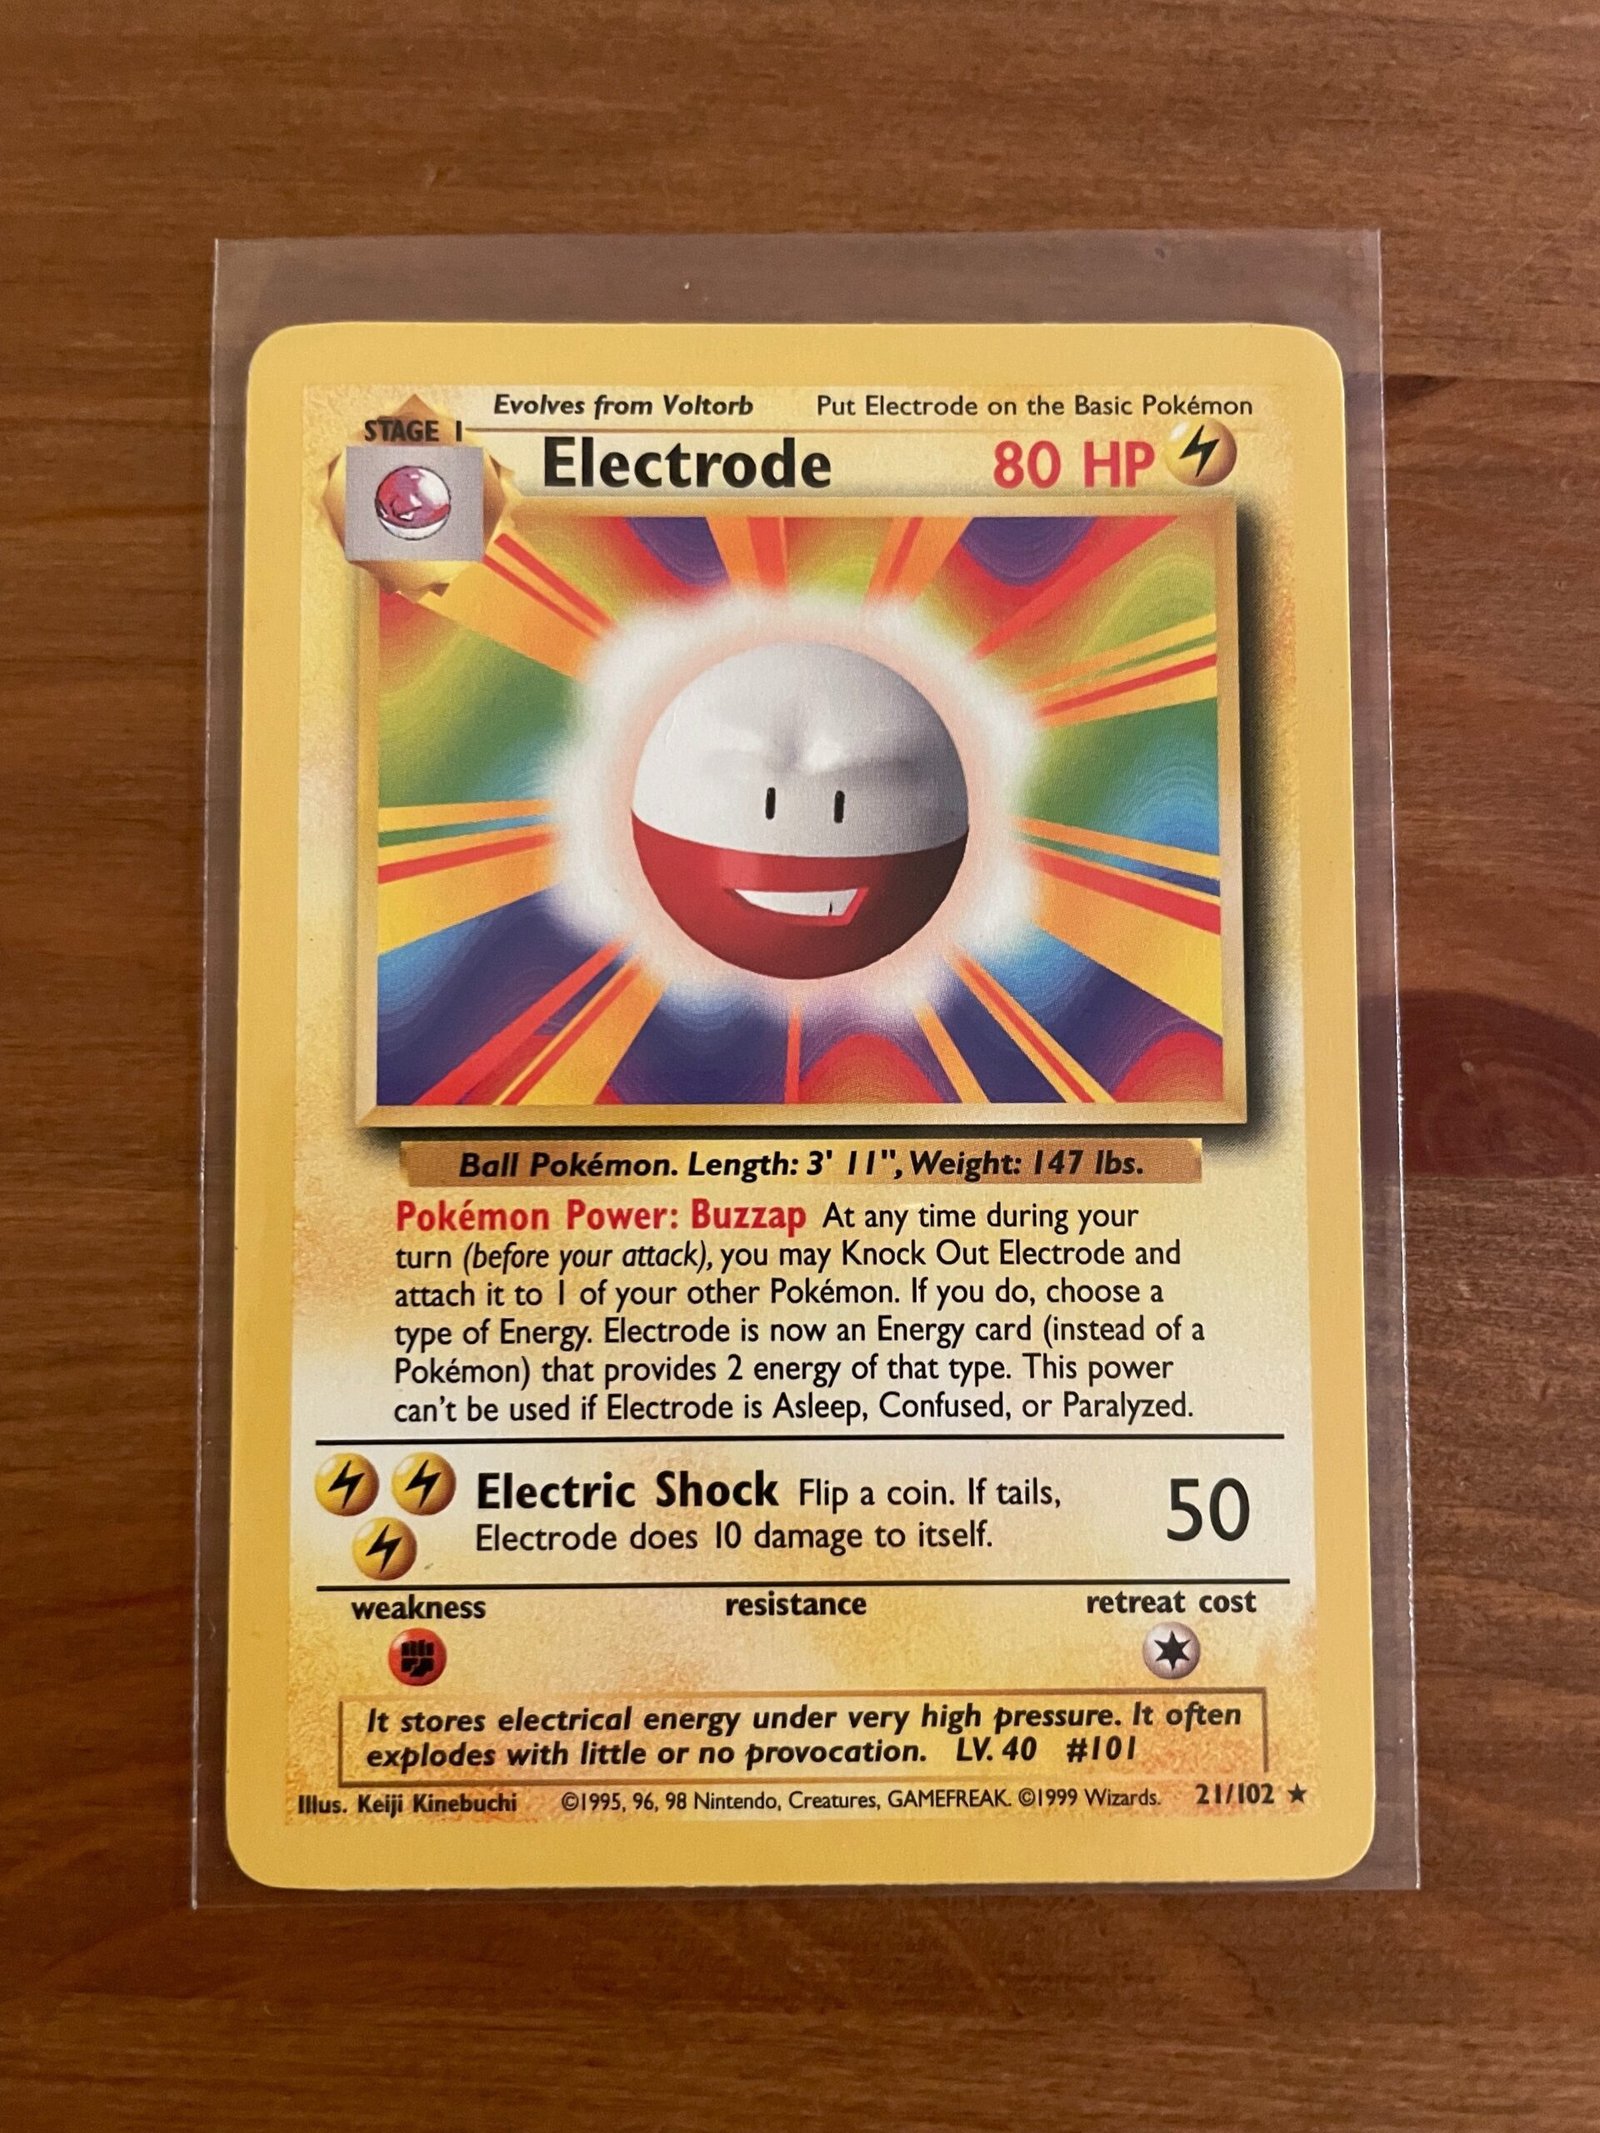 Evolves from Voltorb Put Electrode on the Basic Pokémon
STAGE 1
Electrode 80 HP
Ball Pokémon. Length: 3' 11", Weight: 147 lbs.
Pokémon Power: Buzzap At any time during your
turn (before your attack), you may Knock Out Electrode and
attach it to 1 of your other Pokémon. If you do, choose a
type of Energy. Electrode is now an Energy card (instead of a
Pokémon) that provides 2 energy of that type. This power
can't be used if Electrode is Asleep, Confused, or Paralyzed.
Electric Shock Flip a coin. If tails,
Electrode does 10 damage to itself.
50
weakness resistance retreat cost
It stores electrical energy under very high pressure. It often
explodes with little or no provocation. LV. 40 #101
Illus. Keiji Kinebuchi ©1995, 96, 98 Nintendo, Creatures, GAMEFREAK. ©1999 Wizards. 21/102 ★